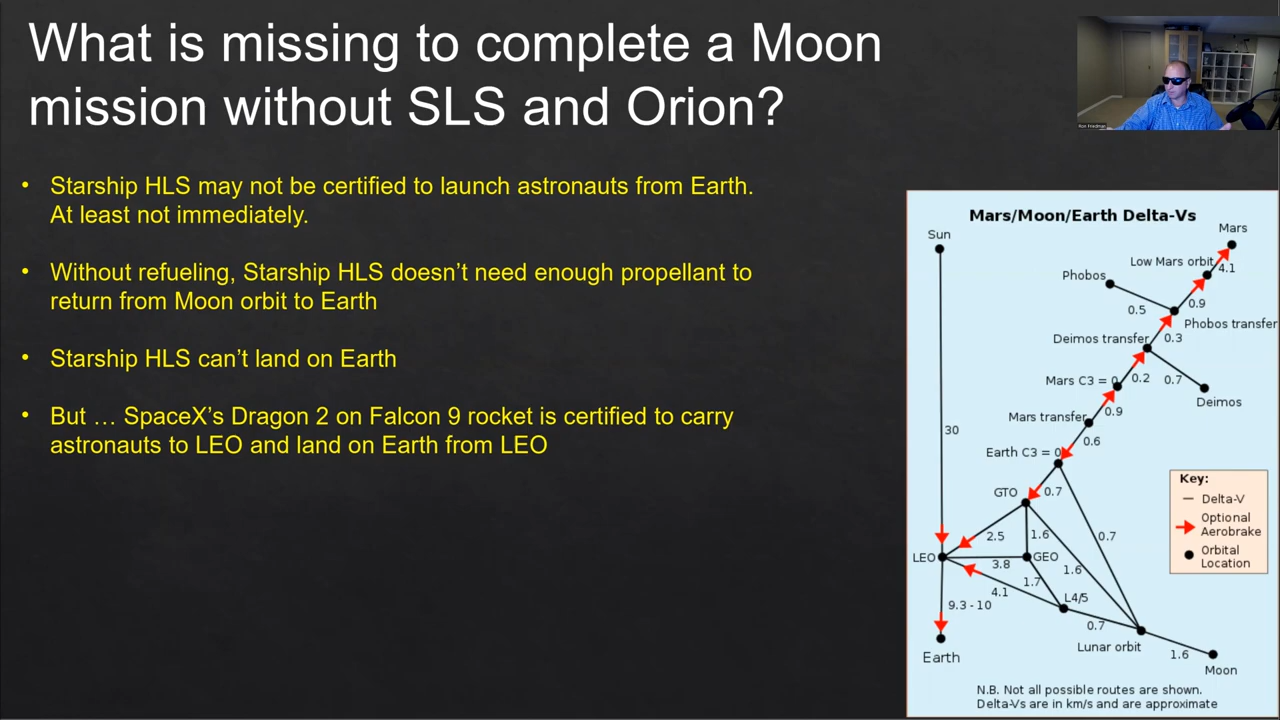 What is missing to complete a Moon
mission without SLS and Orion?
Ron Friedman
• Starship HLS may not be certified to launch astronauts from Earth.
At least not immediately.
• Without refueling, Starship HLS doesn’t need enough propellant to
return from Moon orbit to Earth
• Starship HLS can’t land on Earth
• But … SpaceX’s Dragon 2 on Falcon 9 rocket is certified to carry
astronauts to LEO and land on Earth from LEO
Mars/Moon/Earth Delta-Vs
Sun
Mars
Low Mars orbit
4.1
Phobos
0.9
0.5
Phobos transfer
Deimos transfer
0.3
Mars C3 = 0
0.2
0.7
Deimos
Mars transfer
0.9
30
0.6
Earth C3 = 0
GTO
0.7
2.5
1.6
0.7
LEO
GEO
3.8
1.6
1.7
4.1
L4/5
9.3 - 10
0.7
Lunar orbit
1.6
Earth
Moon
Key:
Delta-V
Optional
Aerobrake
Orbital
Location
N.B. Not all possible routes are shown.
Delta-Vs are in km/s and are approximate